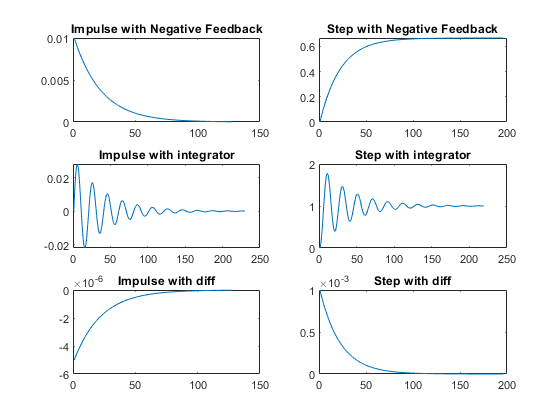 Impulse with Negative Feedback
0.01
0.005
0
0 50 100 150
Step with Negative Feedback
0.6
0.4
0.2
0
0 50 100 150 200
Impulse with integrator
0.02
0
-0.02
0 50 100 150 200 250
Step with integrator
2
1
0
0 50 100 150 200 250
×10⁻⁶ Impulse with diff
0
-2
-4
-6
0 50 100 150
×10⁻³ Step with diff
1
0.5
0
0 50 100 150 200